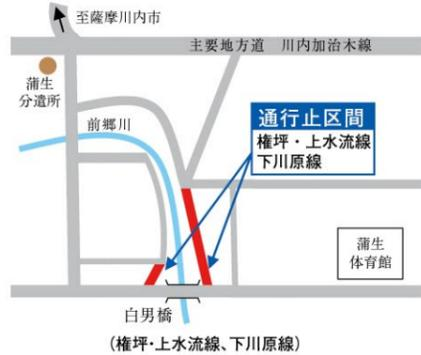 至薩摩川内市
主要地方道 川内加治木線
蒲生
分遣所
前郷川
通行止区間
権坪・上水流線
下川原線
蒲生
体育館
白男橋
(権坪・上水流線、下川原線)